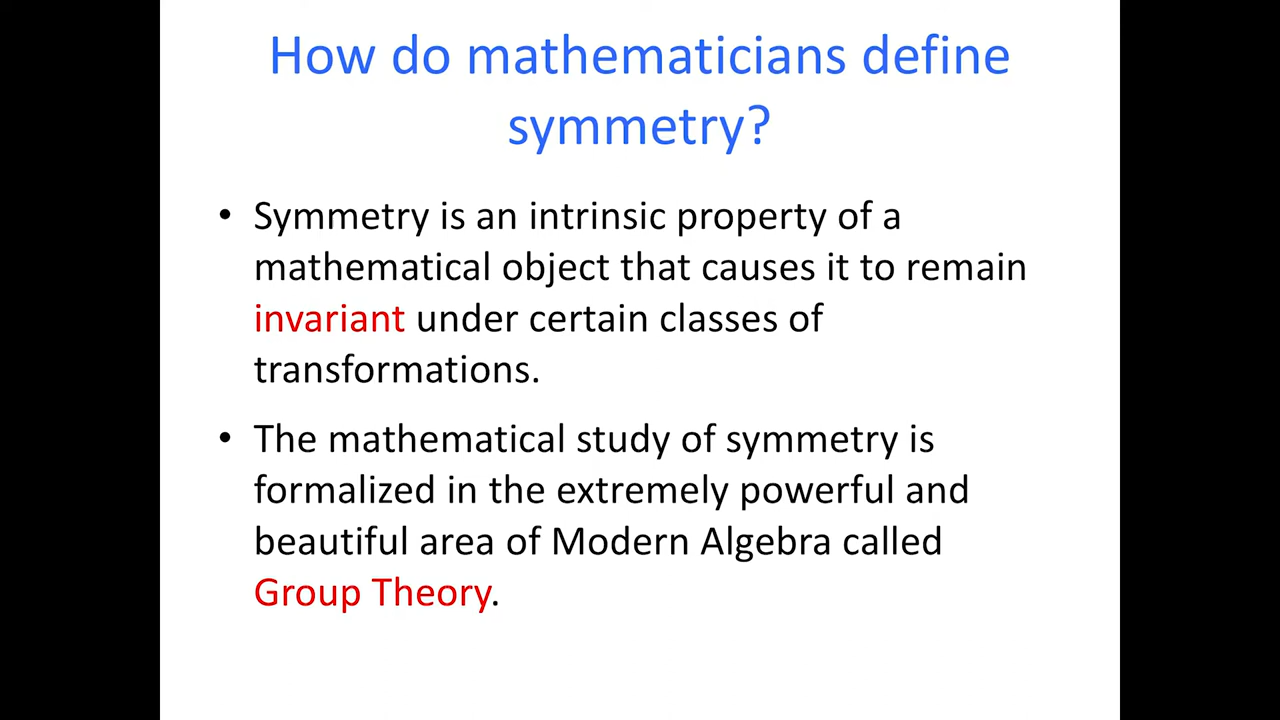 How do mathematicians define
symmetry?
• Symmetry is an intrinsic property of a
mathematical object that causes it to remain
invariant under certain classes of
transformations.
• The mathematical study of symmetry is
formalized in the extremely powerful and
beautiful area of Modern Algebra called
Group Theory.